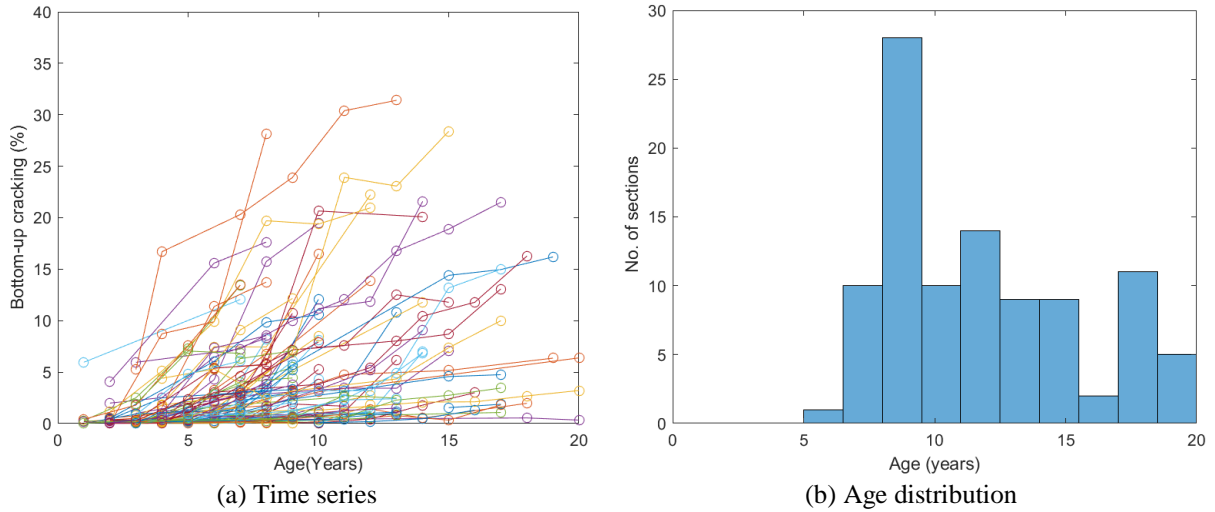 40
35
30
25
20
15
10
5
0
Bottom-up cracking (%)
0 5 10 15 20
Age(Years)
(a) Time series
30
25
20
15
10
5
0
No. of sections
0 5 10 15 20
Age (years)
(b) Age distribution